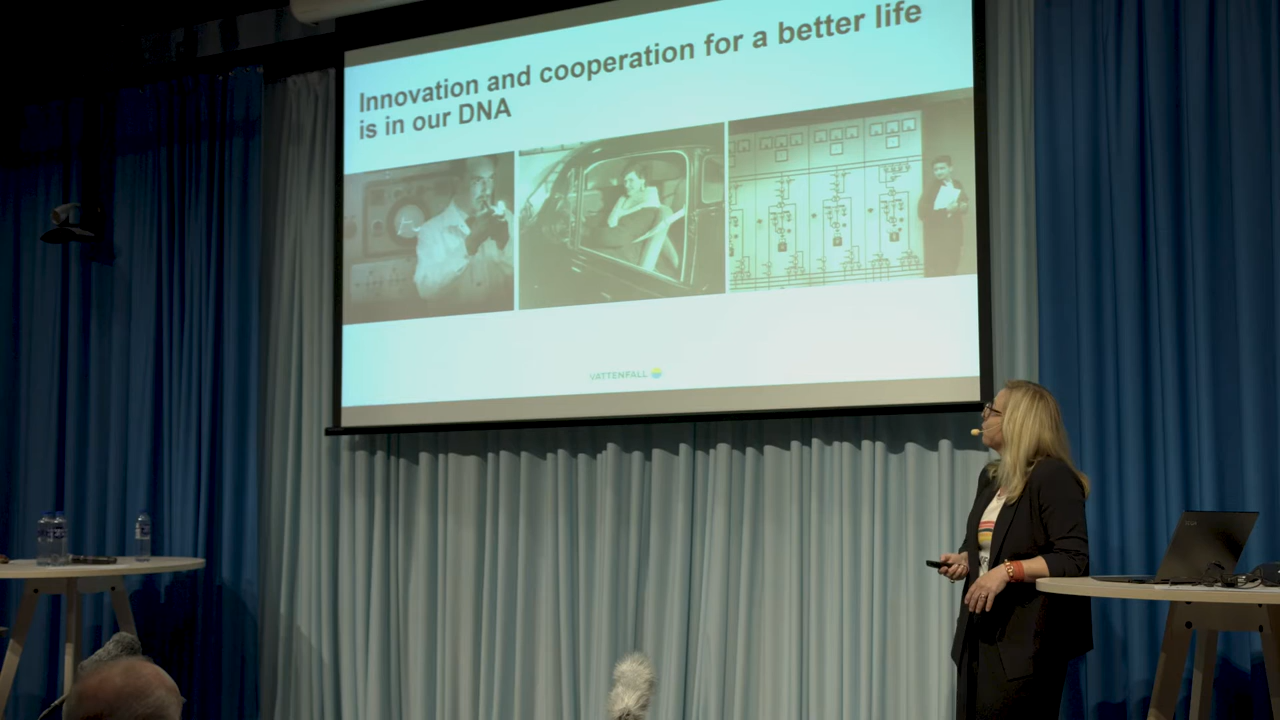 Innovation and cooperation for a better life
is in our DNA
VATTENFALL